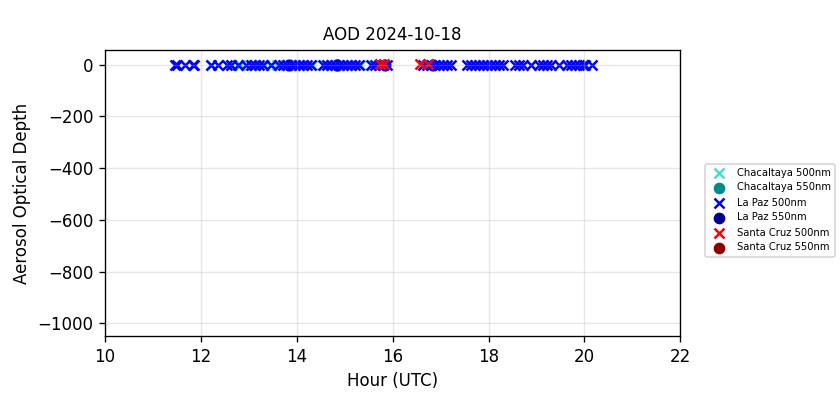 AOD 2024-10-18
Aerosol Optical Depth
0
−200
−400
−600
−800
−1000
10 12 14 16 18 20 22
Hour (UTC)
Chacaltaya 500nm
Chacaltaya 550nm
La Paz 500nm
La Paz 550nm
Santa Cruz 500nm
Santa Cruz 550nm